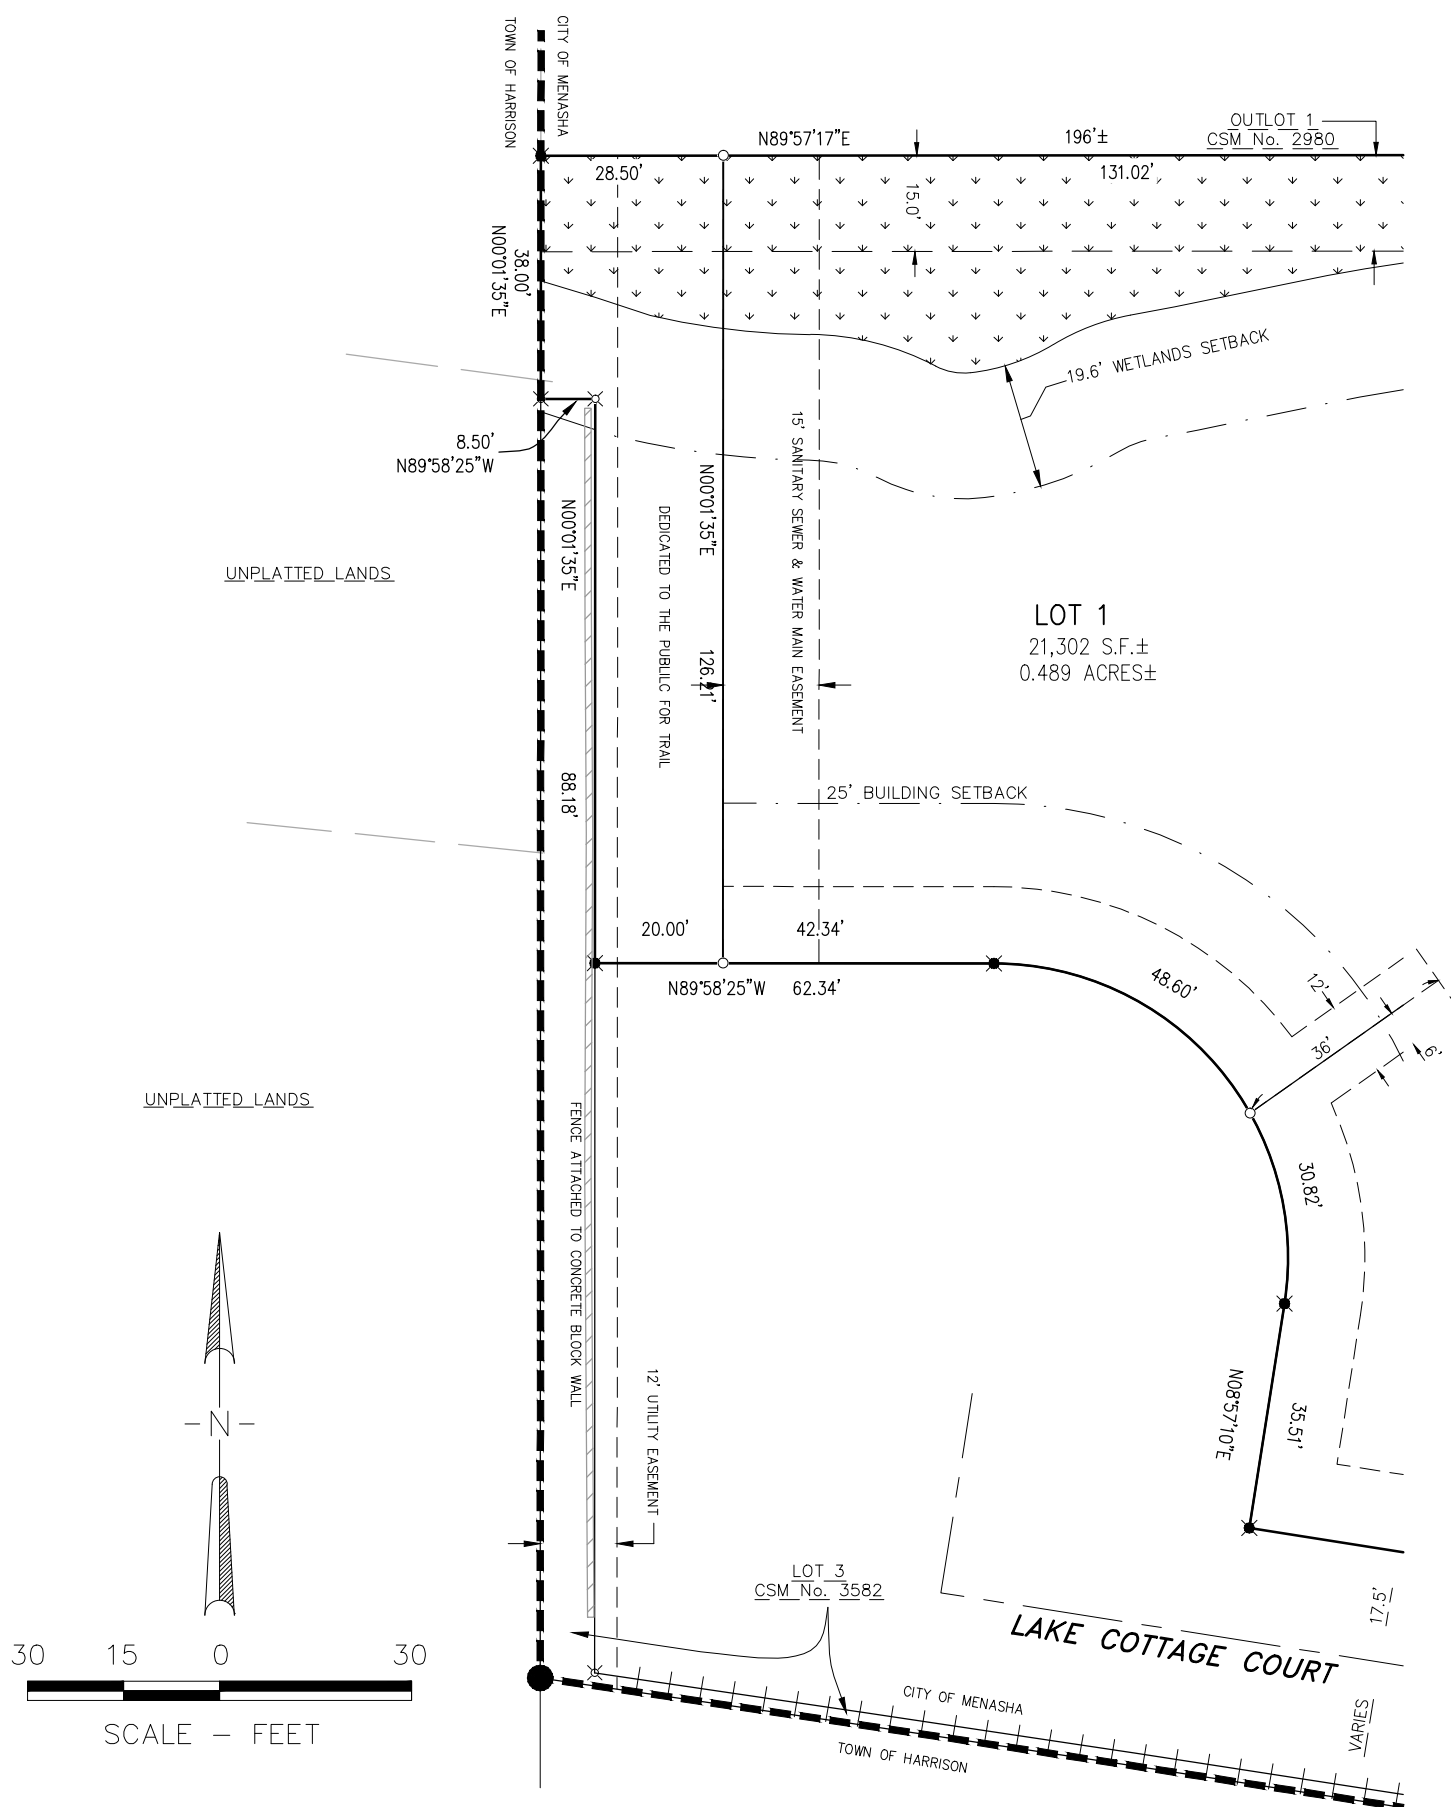 TOWN OF HARRISON
CITY OF MENASHA
N89°57'17"E
196'±
OUTLOT 1
CSM No. 2980
28.50'
131.02'
15.0'
N00°01'35"E
38.00'
19.6' WETLANDS SETBACK
8.50'
N89°58'25"W
N00°01'35"E
88.18'
DEDICATED TO THE PUBLILC FOR TRAIL
N00°01'35"E
126.21'
15' SANITARY SEWER & WATER MAIN EASEMENT
UNPLATTED LANDS
LOT 1
21,302 S.F.±
0.489 ACRES±
25' BUILDING SETBACK
20.00'
42.34'
N89°58'25"W
62.34'
48.60'
12'
36'
6'
UNPLATTED LANDS
FENCE ATTACHED TO CONCRETE BLOCK WALL
30.82'
N08°57'10"E
35.51'
12' UTILITY EASEMENT
-N-
LOT 3
CSM No. 3582
17.5'
LAKE COTTAGE COURT
30 15 0 30
SCALE - FEET
CITY OF MENASHA
TOWN OF HARRISON
VARIES